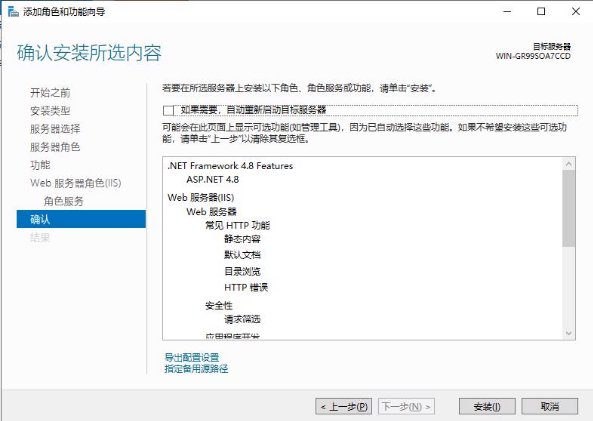 添加角色和功能向导
确认安装所选内容
目标服务器
WIN-GR99SOA7CCD
开始之前
安装类型
服务器选择
服务器角色
功能
Web 服务器角色(IIS)
角色服务
确认
结果
若要在所选服务器上安装以下角色、角色服务或功能，请单击“安装”。
如果需要，自动重新启动目标服务器
可能会在此页面上显示可选功能(如管理工具)，因为已自动选择这些功能。如果不希望安装这些可选功
能，请单击“上一步”以清除其复选框。
.NET Framework 4.8 Features
ASP.NET 4.8
Web 服务器(IIS)
Web 服务器
常见 HTTP 功能
静态内容
默认文档
目录浏览
HTTP 错误
安全性
请求筛选
应用程序开发
导出配置设置
指定备用源路径
< 上一步(P)
下一步(N) >
安装(I)
取消